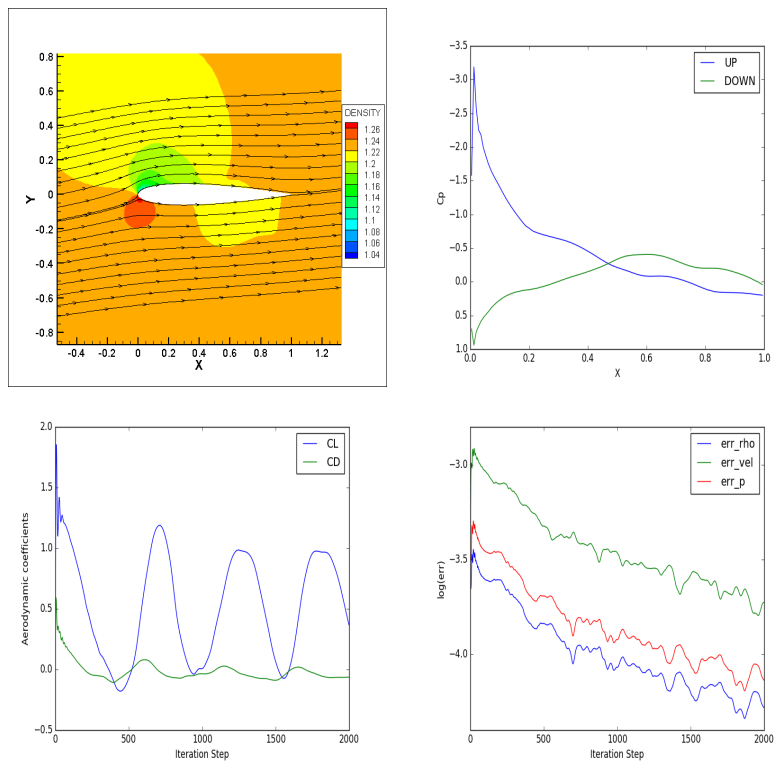 0.8
0.6
0.4
0.2
0
-0.2
-0.4
-0.6
-0.8
Y
-0.4 -0.2 0 0.2 0.4 0.6 0.8 1 1.2
X
DENSITY
1.26
1.24
1.22
1.2
1.18
1.16
1.14
1.12
1.1
1.08
1.06
1.04
−3.5
−3.0
−2.5
−2.0
−1.5
−1.0
−0.5
0.0
0.5
1.0
Cp
UP
DOWN
0.0 0.2 0.4 0.6 0.8 1.0
X
2.0
1.5
1.0
0.5
0.0
−0.5
Aerodynamic coefficients
CL
CD
0 500 1000 1500 2000
Iteration Step
−3.0
−3.5
−4.0
log(err)
err_rho
err_vel
err_p
0 500 1000 1500 2000
Iteration Step